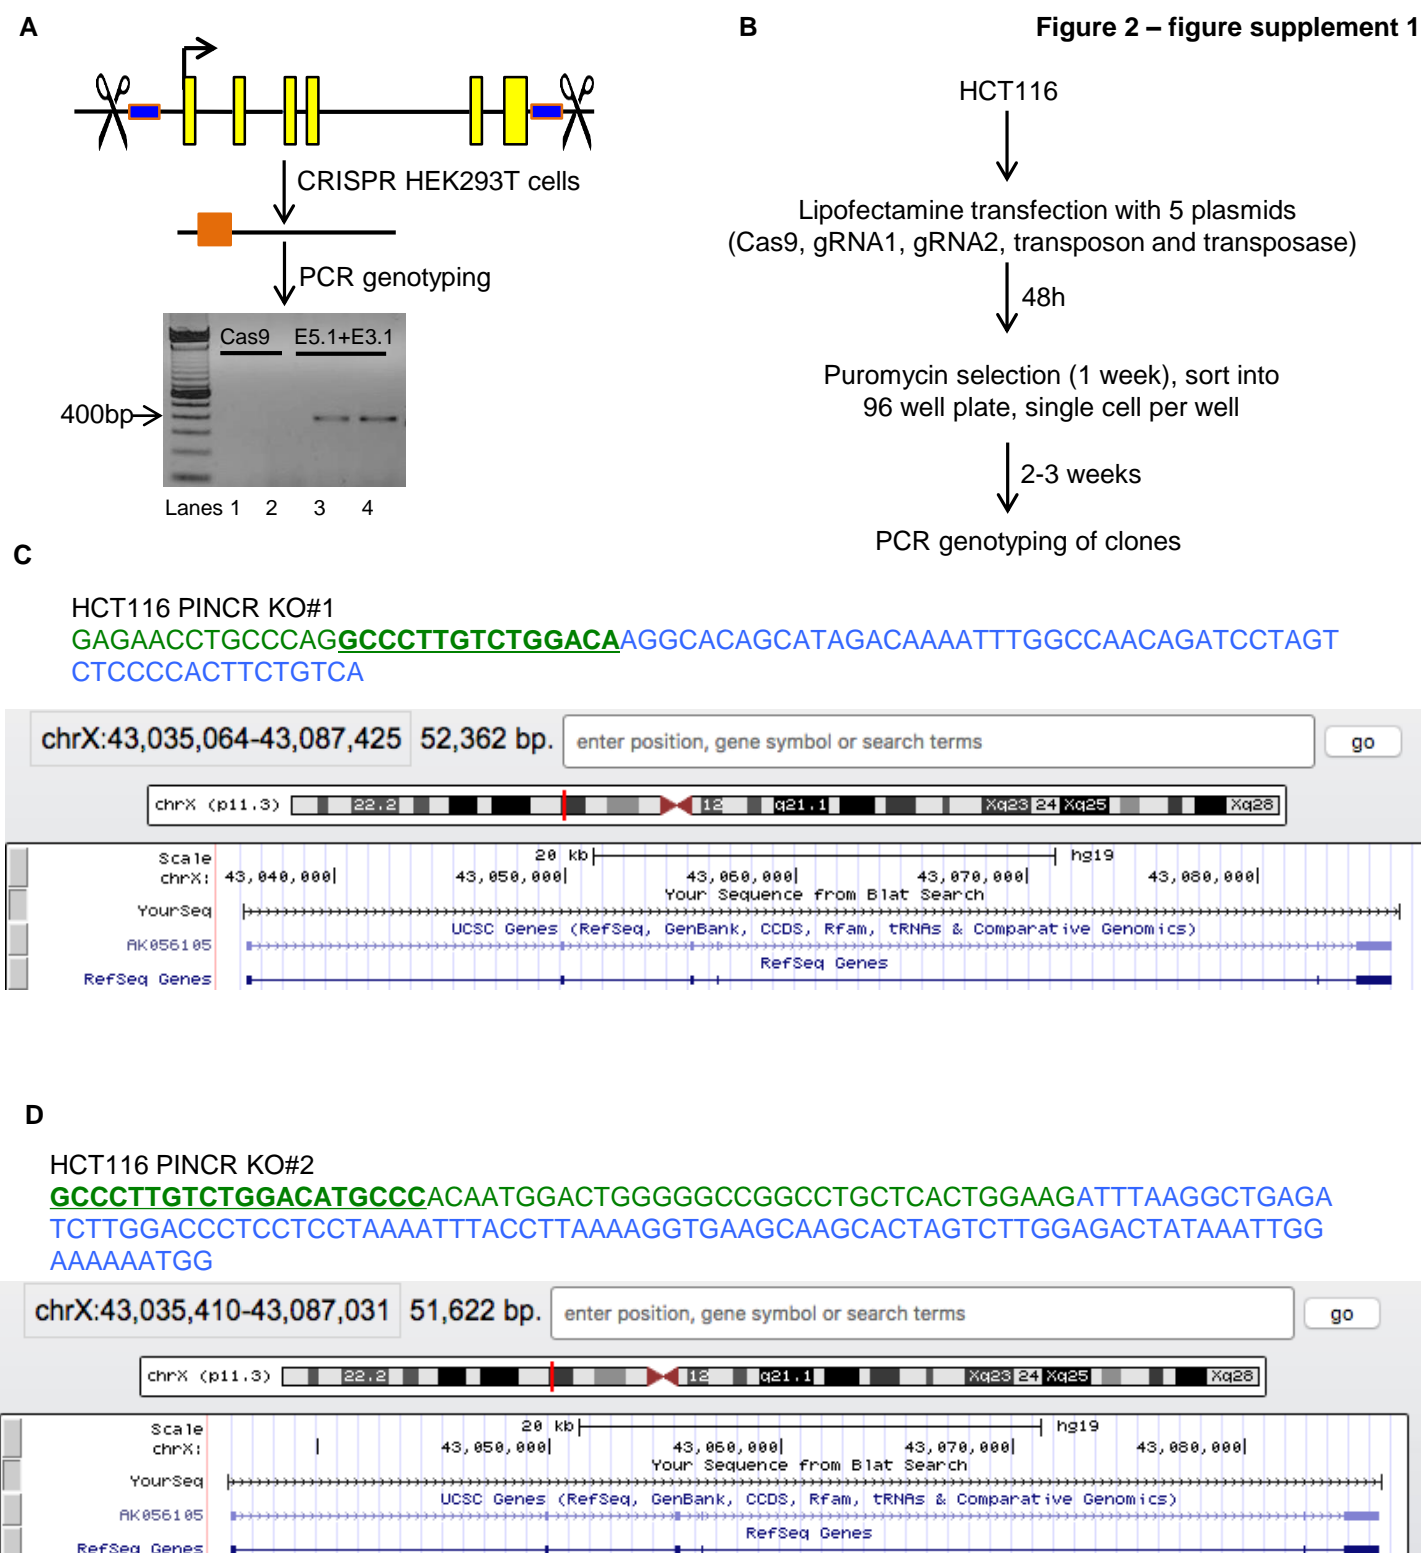 A
B
Figure 2 – figure supplement 1
CRISPR HEK293T cells
PCR genotyping
Cas9 E5.1+E3.1
400bp
Lanes 1 2 3 4
HCT116
Lipofectamine transfection with 5 plasmids
(Cas9, gRNA1, gRNA2, transposon and transposase)
48h
Puromycin selection (1 week), sort into
96 well plate, single cell per well
2-3 weeks
PCR genotyping of clones
C
HCT116 PINCR KO#1
GAGAACCTGCCCAGGCCCTTGTCTGGACAAGGCACAGCATAGACAAAATTTGGCCAACAGATCCTAGT
CTCCCCACTTCTGTCA
chrX:43,035,064-43,087,425 52,362 bp. enter position, gene symbol or search terms go
chrX (p11.3) 22.2 12 q21.1 Xq23 24 Xq25 Xq28
Scale 20 kb hg19
chrX: 43,040,000 43,050,000 43,060,000 43,070,000 43,080,000
Your Sequence from Blat Search
YourSeq
UCSC Genes (RefSeq, GenBank, CCDS, Rfam, tRNAs & Comparative Genomics)
AK056105
RefSeq Genes
RefSeq Genes
D
HCT116 PINCR KO#2
GCCCTTGTCTGGACATGCCCACAATGGACTGGGGGCCGGCCTGCTCACTGGAAGATTTAAGGCTGAGA
TCTTGGACCCTCCTCCTAAAATTTACCTTAAAAGGTGAAGCAAGCACTAGTCTTGGAGACTATAAATTGG
AAAAAATGG
chrX:43,035,410-43,087,031 51,622 bp. enter position, gene symbol or search terms go
chrX (p11.3) 22.2 12 q21.1 Xq23 24 Xq25 Xq28
Scale 20 kb hg19
chrX: 43,050,000 43,060,000 43,070,000 43,080,000
Your Sequence from Blat Search
YourSeq
UCSC Genes (RefSeq, GenBank, CCDS, Rfam, tRNAs & Comparative Genomics)
AK056105
RefSeq Genes
RefSeq Genes